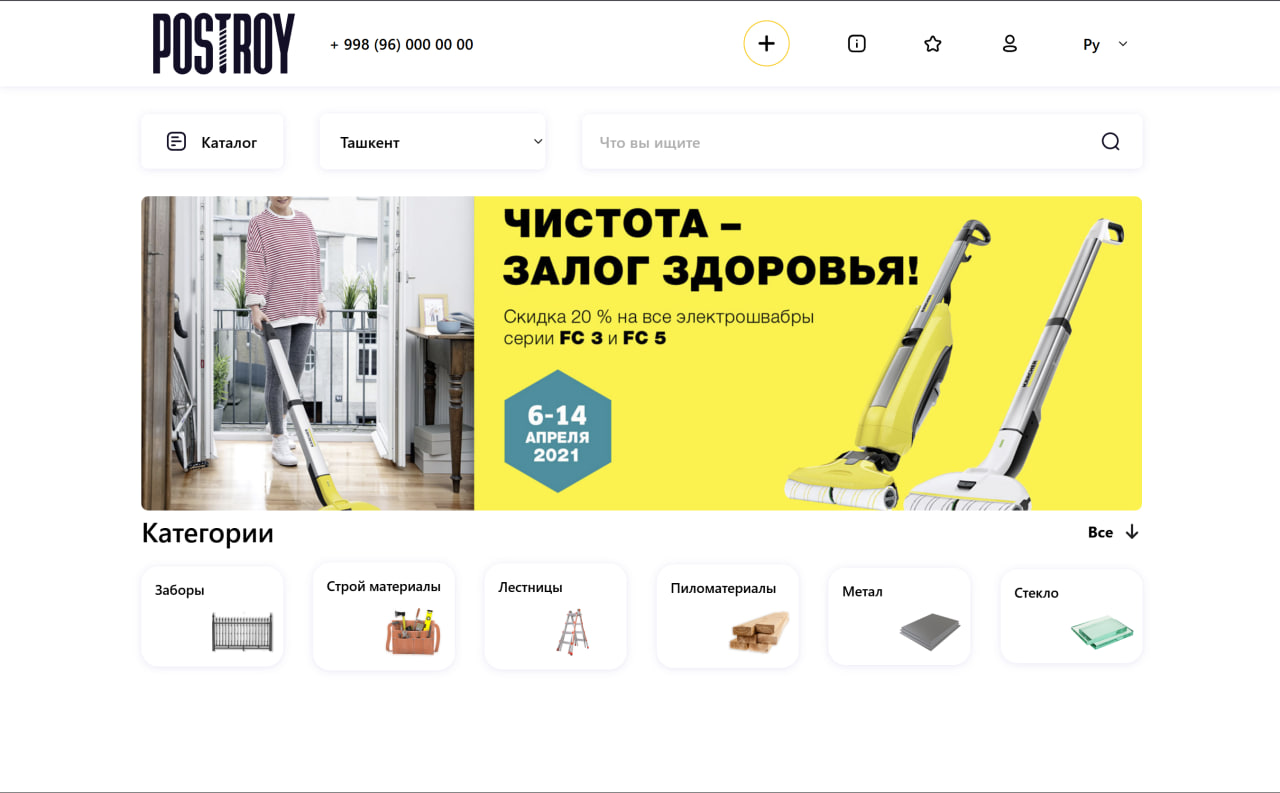 POSTROY
+ 998 (96) 000 00 00
Ру
Каталог
Ташкент
Что вы ищите
ЧИСТОТА –
ЗАЛОГ ЗДОРОВЬЯ!
Скидка 20 % на все электрошвабры
серии FC 3 и FC 5
6-14
АПРЕЛЯ
2021
KARCHER
Категории
Все
Заборы
Строй материалы
Лестницы
Пиломатериалы
Метал
Стекло